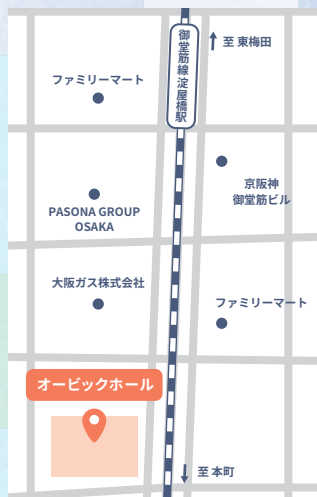 御堂筋線淀屋橋駅
至 東梅田
ファミリーマート
京阪神
御堂筋ビル
PASONA GROUP
OSAKA
大阪ガス株式会社
ファミリーマート
オービックホール
至 本町